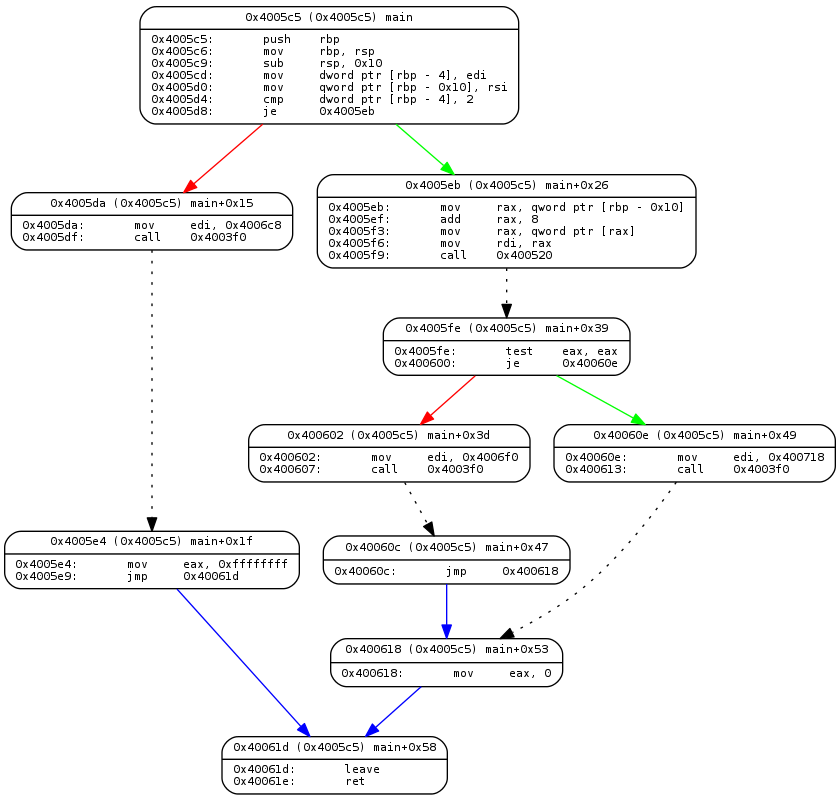 0x4005c5 (0x4005c5) main
0x4005c5: push rbp
0x4005c6: mov rbp, rsp
0x4005c9: sub rsp, 0x10
0x4005cd: mov dword ptr [rbp - 4], edi
0x4005d0: mov qword ptr [rbp - 0x10], rsi
0x4005d4: cmp dword ptr [rbp - 4], 2
0x4005d8: je 0x4005eb
0x4005da (0x4005c5) main+0x15
0x4005da: mov edi, 0x4006c8
0x4005df: call 0x4003f0
0x4005eb (0x4005c5) main+0x26
0x4005eb: mov rax, qword ptr [rbp - 0x10]
0x4005ef: add rax, 8
0x4005f3: mov rax, qword ptr [rax]
0x4005f6: mov rdi, rax
0x4005f9: call 0x400520
0x4005fe (0x4005c5) main+0x39
0x4005fe: test eax, eax
0x400600: je 0x40060e
0x400602 (0x4005c5) main+0x3d
0x400602: mov edi, 0x4006f0
0x400607: call 0x4003f0
0x40060e (0x4005c5) main+0x49
0x40060e: mov edi, 0x400718
0x400613: call 0x4003f0
0x4005e4 (0x4005c5) main+0x1f
0x4005e4: mov eax, 0xffffffff
0x4005e9: jmp 0x40061d
0x40060c (0x4005c5) main+0x47
0x40060c: jmp 0x400618
0x400618 (0x4005c5) main+0x53
0x400618: mov eax, 0
0x40061d (0x4005c5) main+0x58
0x40061d: leave
0x40061e: ret